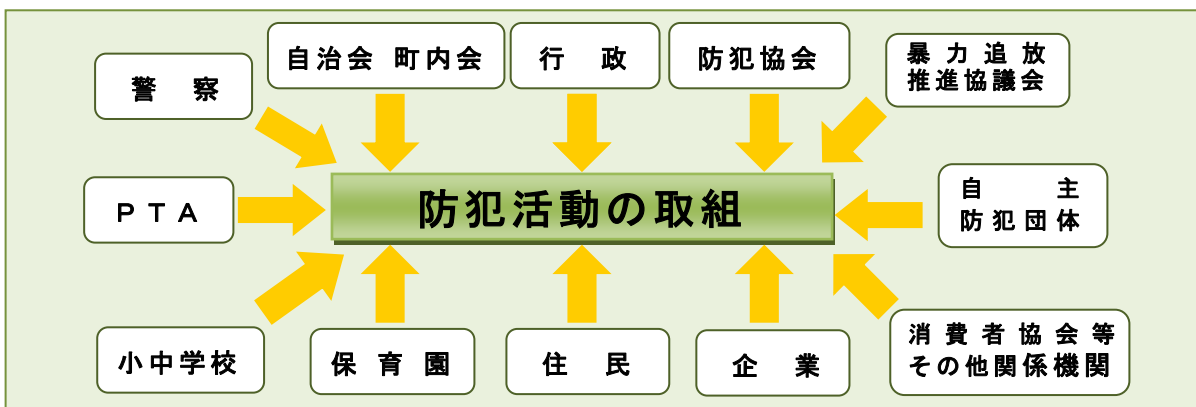 自治会 町内会
行政
防犯協会
暴力追放
推進協議会
警察
PTA
防犯活動の取組
自主
防犯団体
小中学校
保育園
住民
企業
消費者協会等
その他関係機関